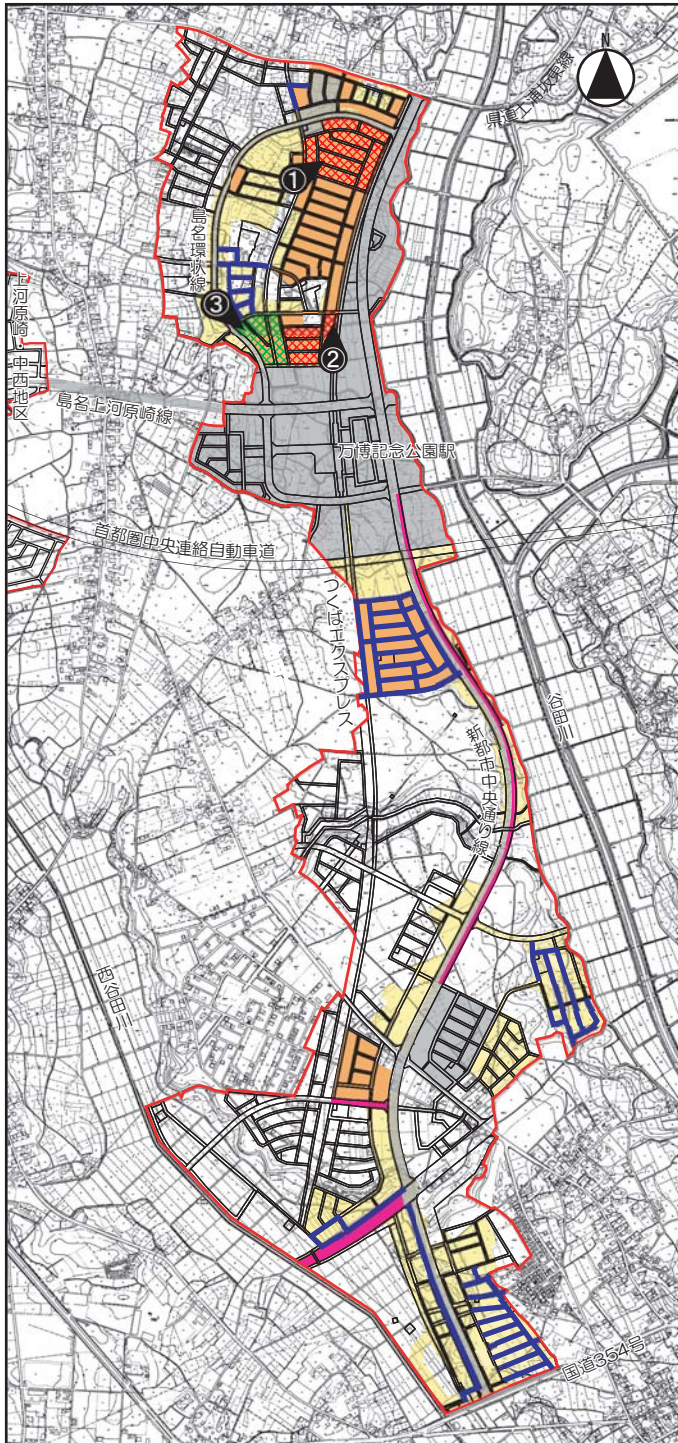 N
県道土浦坂東線
①
島名環状線
③
②
上河原崎・中西地区
島名上河原崎線
万博記念公園駅
首都圏中央連絡自動車道
つくばエクスプレス
谷田川
新都市中央通り線
西谷田川
国道354号